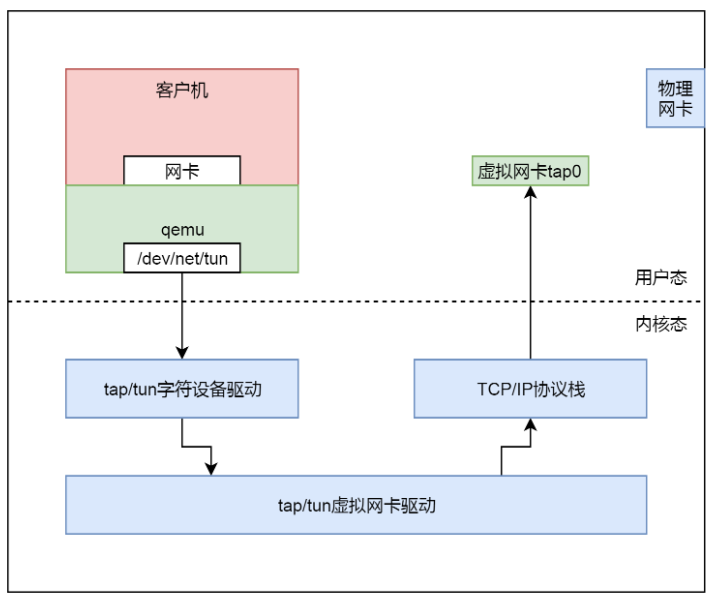 客户机
物理
网卡
网卡
虚拟网卡tap0
qemu
/dev/net/tun
用户态
内核态
tap/tun字符设备驱动
TCP/IP协议栈
tap/tun虚拟网卡驱动